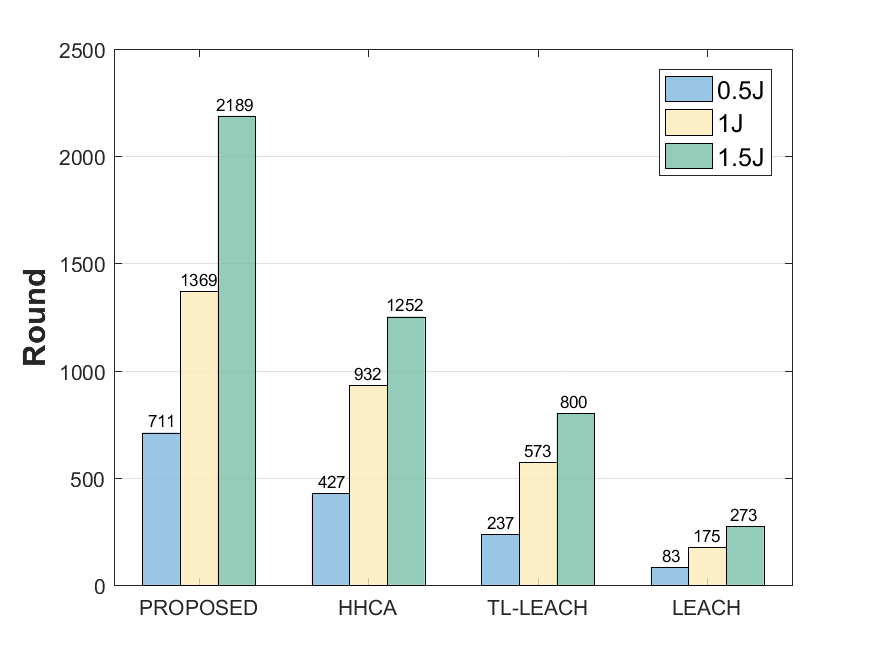 2500
2000
1500
1000
500
0
Round
0.5J
1J
1.5J
711
1369
2189
427
932
1252
237
573
800
83
175
273
PROPOSED
HHCA
TL-LEACH
LEACH